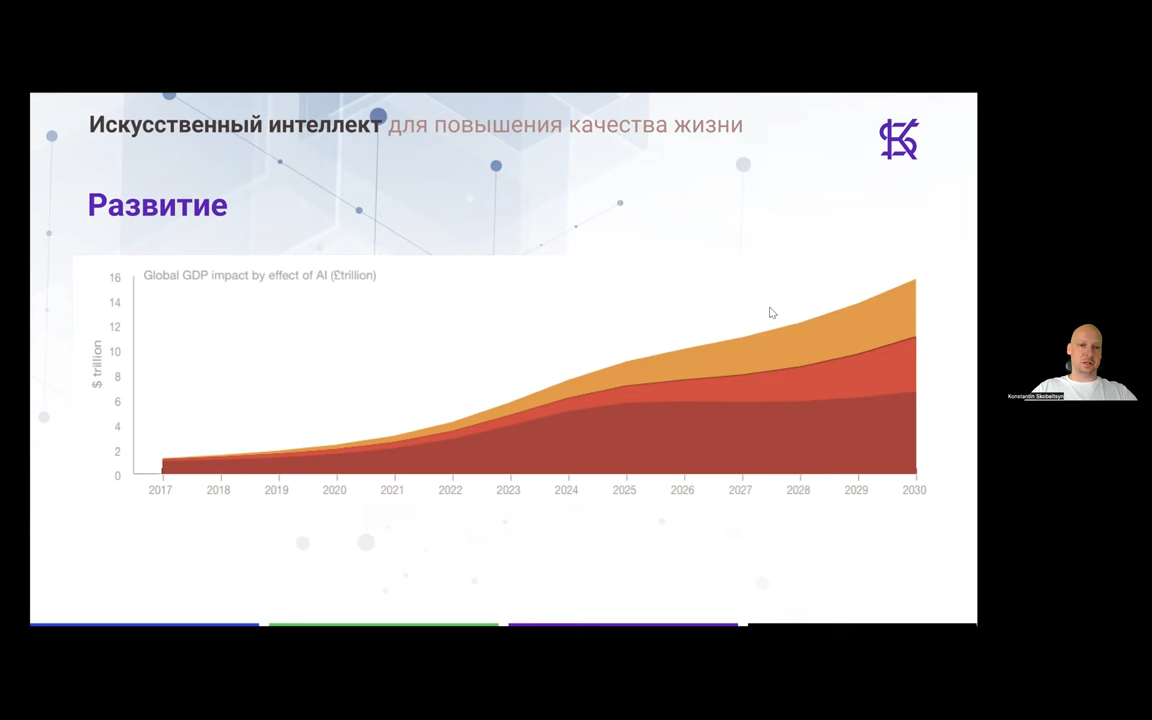 Искусственный интеллект для повышения качества жизни
Развитие
Global GDP impact by effect of AI (£trillion)
$ trillion
16
14
12
10
8
6
4
2
0
2017 2018 2019 2020 2021 2022 2023 2024 2025 2026 2027 2028 2029 2030
Konstantin Skobeltsyn